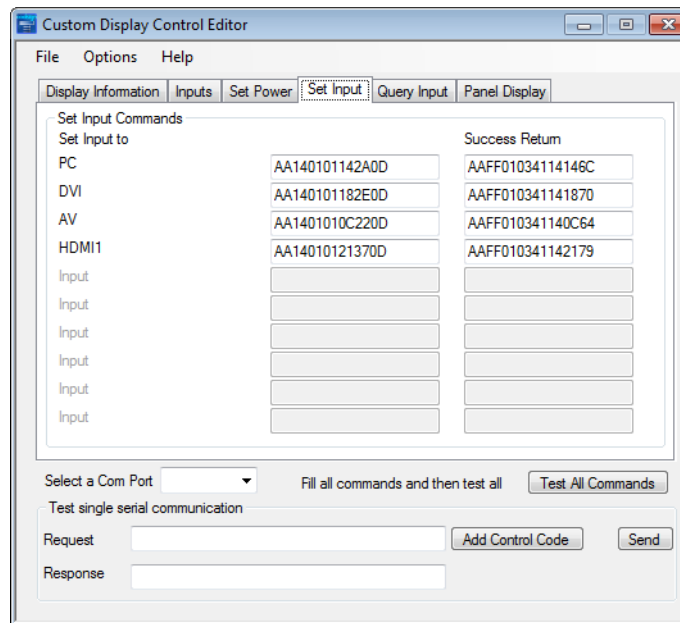 Custom Display Control Editor
File Options Help
Display Information Inputs Set Power Set Input Query Input Panel Display
Set Input Commands
Set Input to Success Return
PC AA140101142A0D AAFF01034114146C
DVI AA140101182E0D AAFF010341141870
AV AA1401010C220D AAFF010341140C64
HDMI1 AA14010121370D AAFF010341142179
Input
Input
Input
Input
Input
Input
Select a Com Port Fill all commands and then test all Test All Commands
Test single serial communication
Request Add Control Code Send
Response